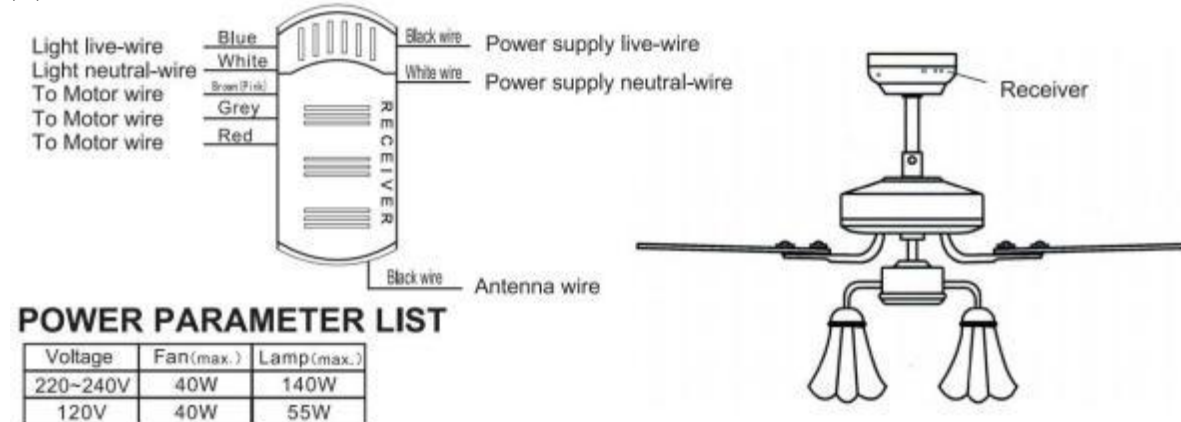 Light live-wire Blue Black wire Power supply live-wire
Light neutral-wire White White wire Power supply neutral-wire
To Motor wire Brown(Pink)
To Motor wire Grey
To Motor wire Red
RECEIVER
Receiver
Black wire Antenna wire
POWER PARAMETER LIST
Voltage Fan(max.) Lamp(max.)
220~240V 40W 140W
120V 40W 55W